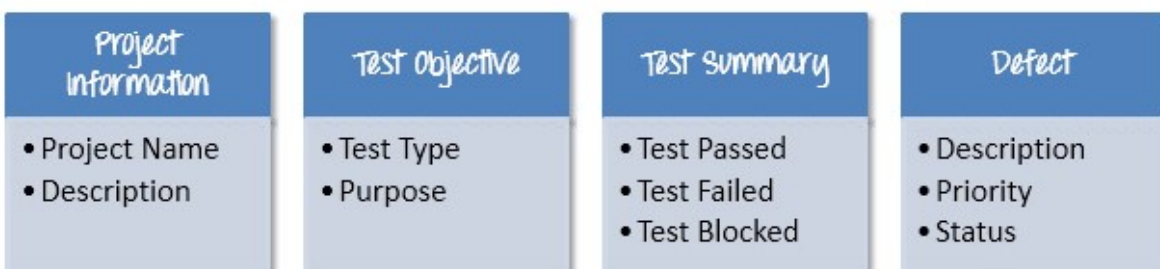 Project
Information
• Project Name
• Description
Test Objective
• Test Type
• Purpose
Test Summary
• Test Passed
• Test Failed
• Test Blocked
Defect
• Description
• Priority
• Status